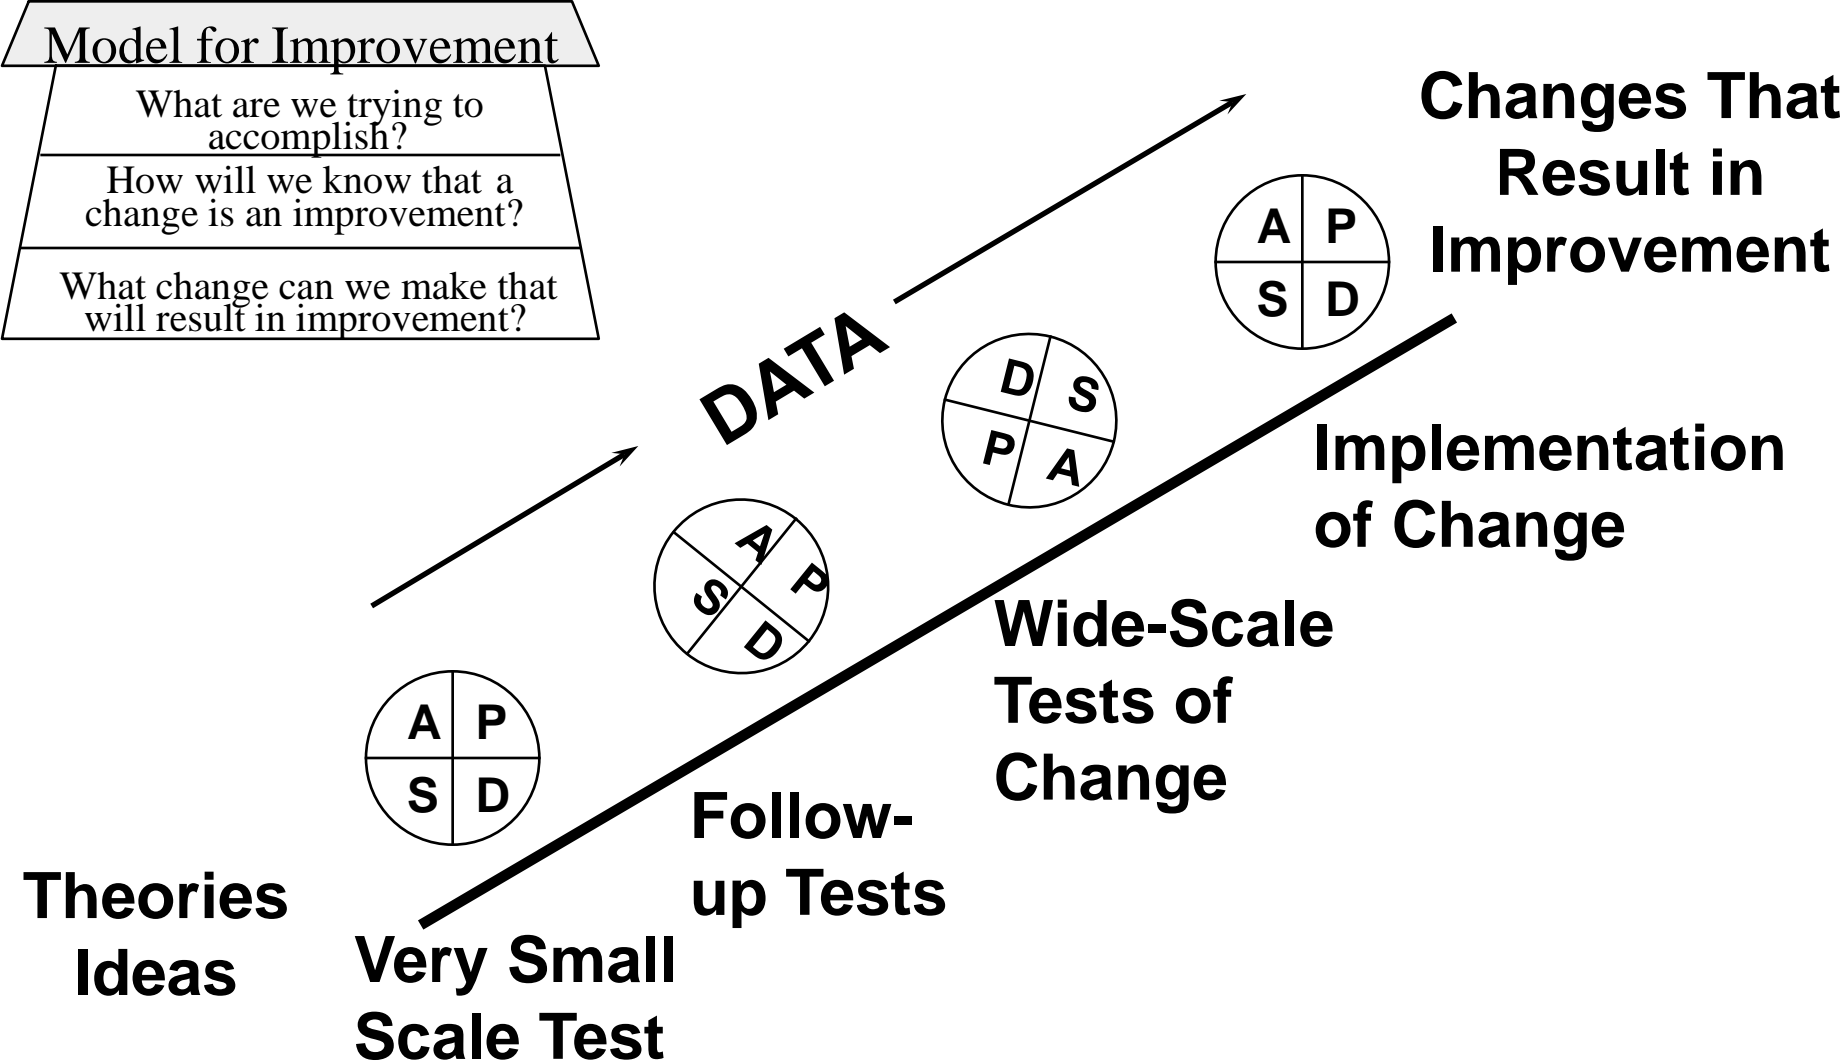 Model for Improvement
What are we trying to
accomplish?
How will we know that a
change is an improvement?
What change can we make that
will result in improvement?
Changes That
Result in
Improvement
A P
S D
DATA
D S
P A
Implementation
of Change
A P
S D
Wide-Scale
Tests of
Change
A P
S D
Follow-
up Tests
Theories
Ideas
Very Small
Scale Test